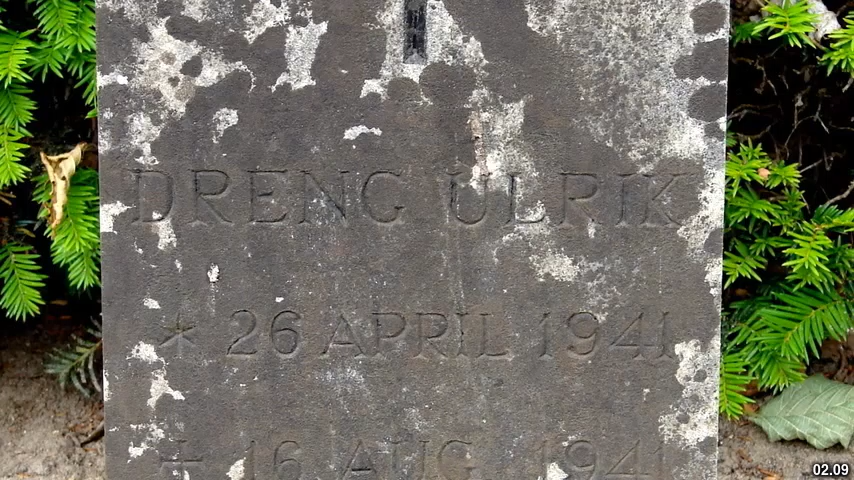 DRENG ULRIK
* 26 APRIL 1941
+ 16 AUG. 1941
02.09